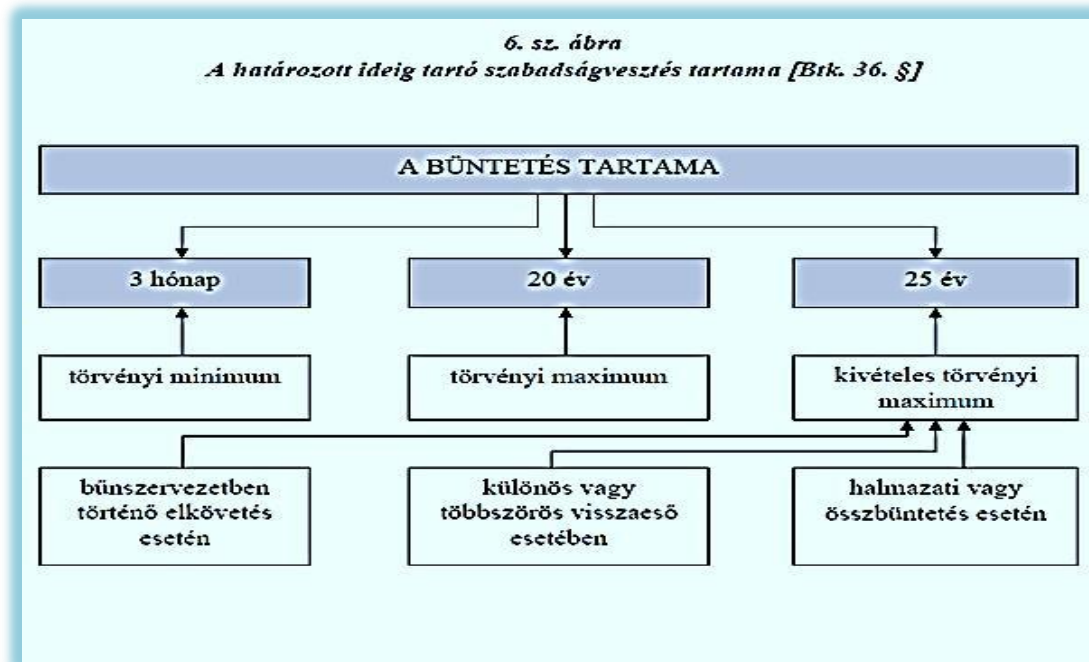 6. sz. ábra
A határozott ideig tartó szabadságvesztés tartama [Btk. 36. §]
A BÜNTETÉS TARTAMA
3 hónap
20 év
25 év
törvényi minimum
törvényi maximum
kivételes törvényi
maximum
bűnszervezetben
történő elkövetés
esetén
különös vagy
többszörös visszaeső
esetében
halmazati vagy
összbüntetés esetén